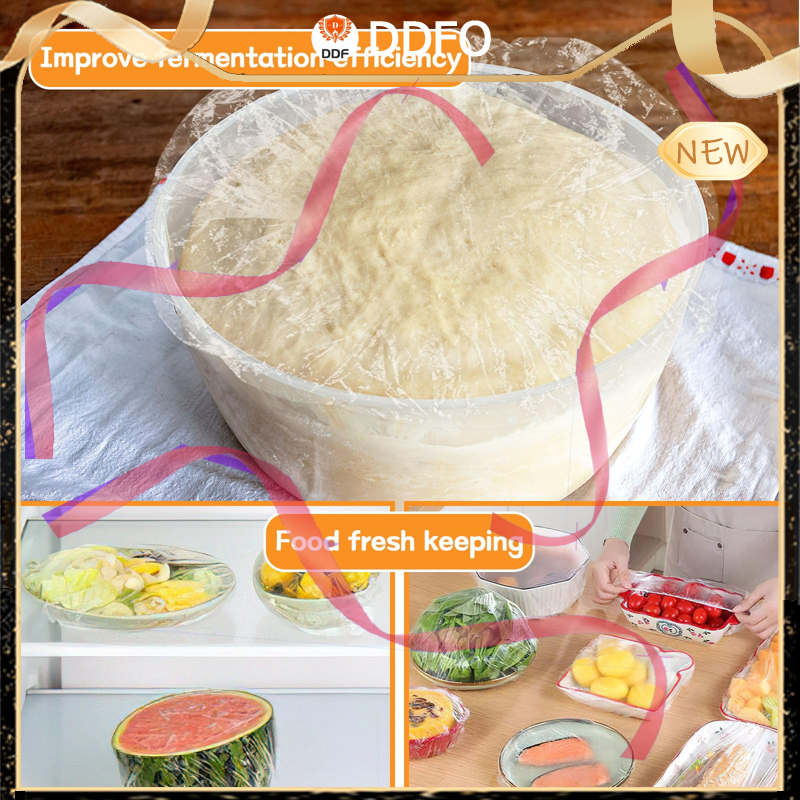 DDFO
DDF
Improve fermentation efficiency
NEW
Food fresh keeping